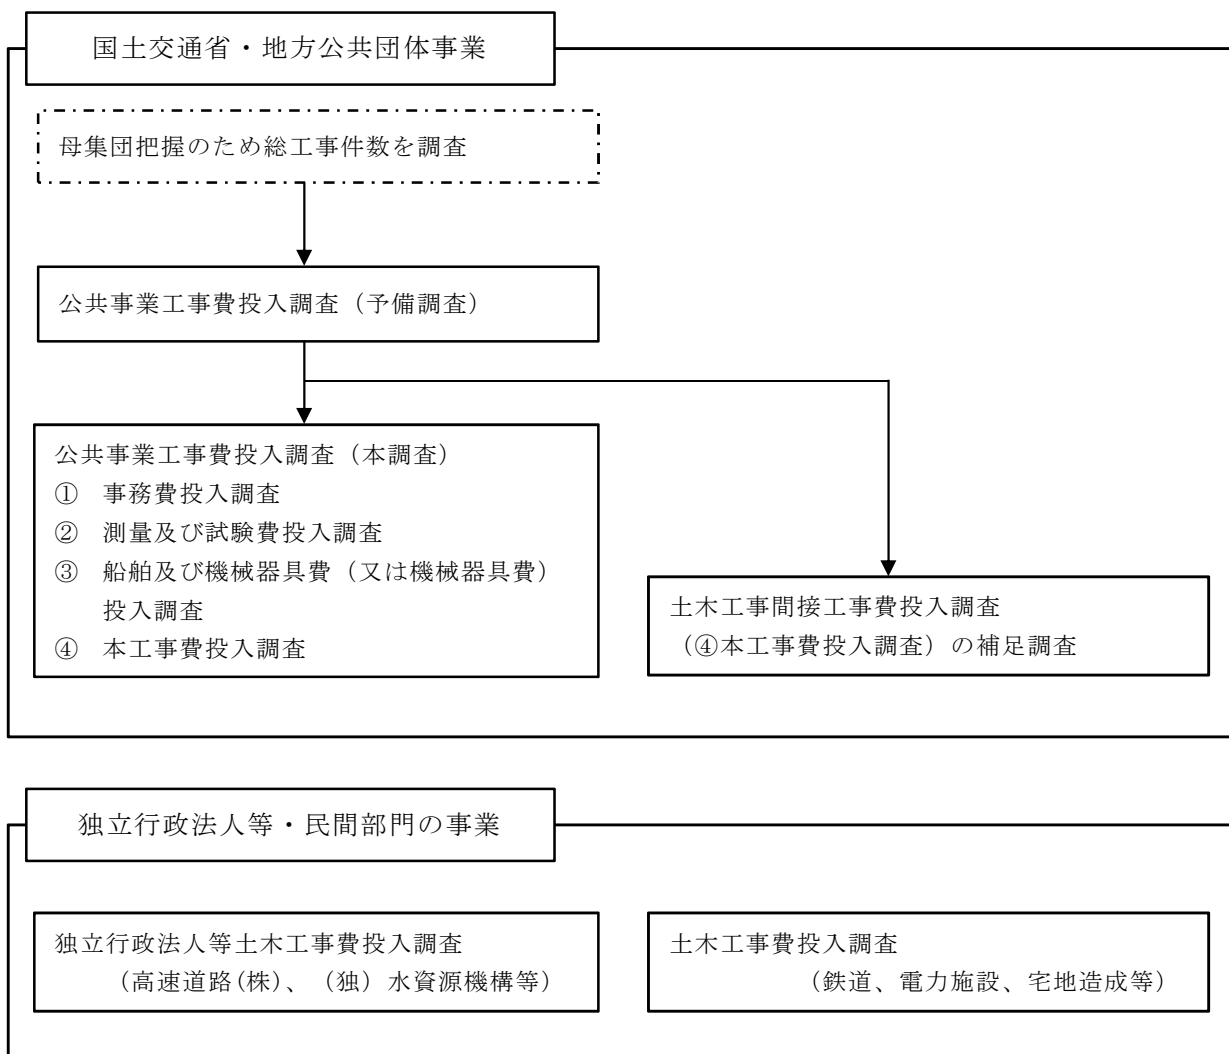 国土交通省・地方公共団体事業
母集団把握のため総工事件数を調査
公共事業工事費投入調査（予備調査）
公共事業工事費投入調査（本調査）
①　事務費投入調査
②　測量及び試験費投入調査
③　船舶及び機械器具費（又は機械器具費）
投入調査
④　本工事費投入調査
土木工事間接工事費投入調査
（④本工事費投入調査）の補足調査
独立行政法人等・民間部門の事業
独立行政法人等土木工事費投入調査
（高速道路(株)、（独）水資源機構等）
土木工事費投入調査
（鉄道、電力施設、宅地造成等）